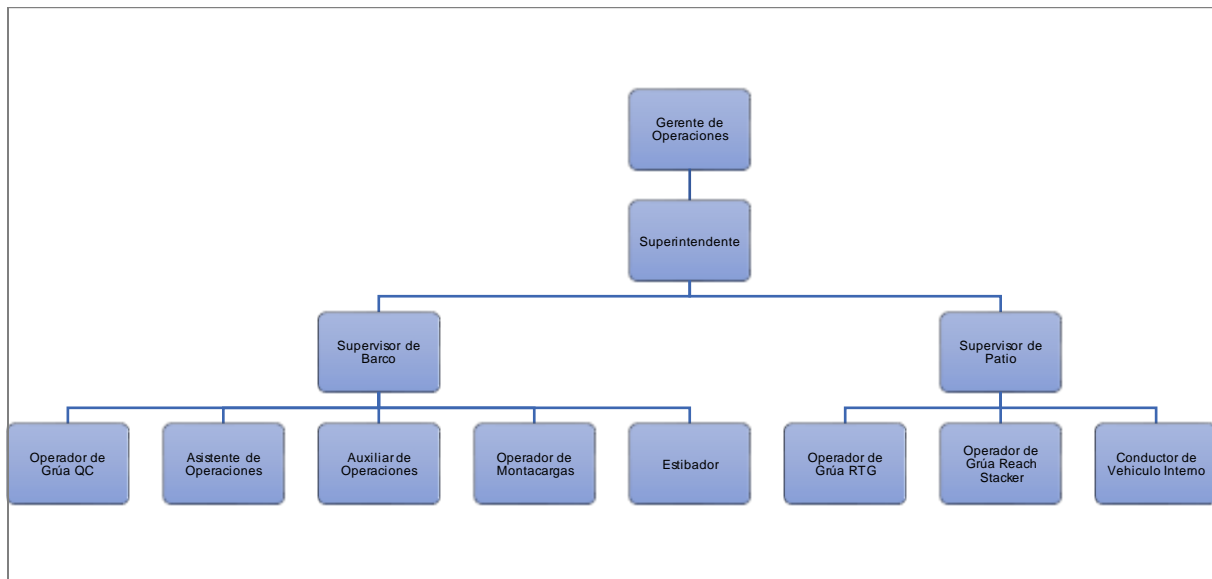 Gerente de
Operaciones
Superintendente
Supervisor de
Barco
Supervisor de
Patio
Operador de
Grúa QC
Asistente de
Operaciones
Auxiliar de
Operaciones
Operador de
Montacargas
Estibador
Operador de
Grúa RTG
Operador de
Grúa Reach
Stacker
Conductor de
Vehiculo Interno